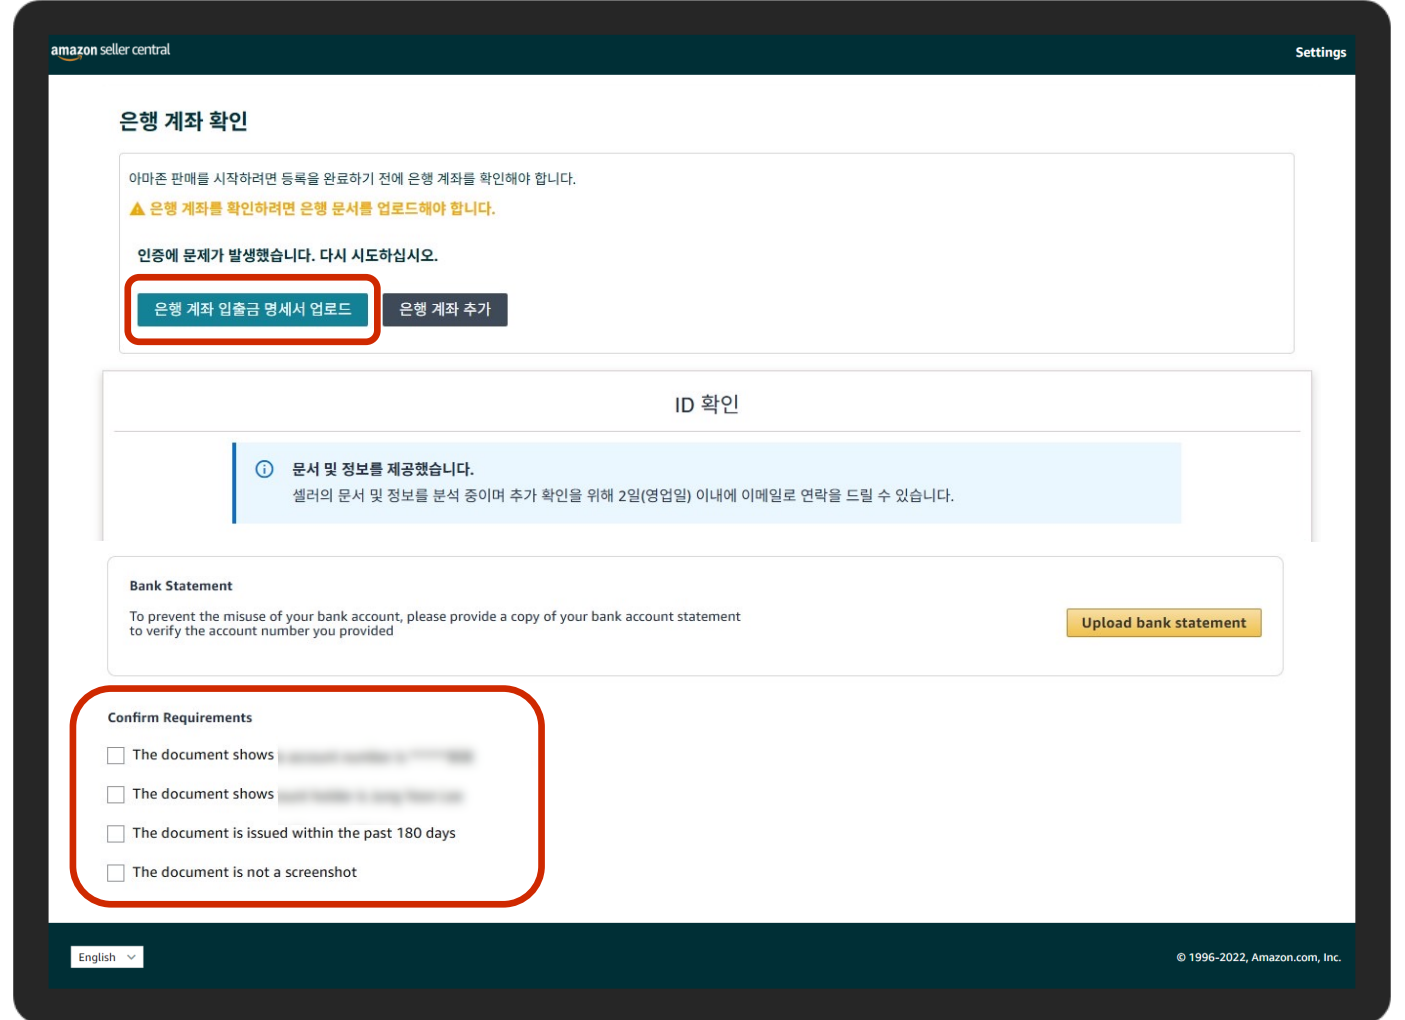 amazon seller central
Settings
은행 계좌 확인
아마존 판매를 시작하려면 등록을 완료하기 전에 은행 계좌를 확인해야 합니다.
은행 계좌를 확인하려면 은행 문서를 업로드해야 합니다.
인증에 문제가 발생했습니다. 다시 시도하십시오.
은행 계좌 입출금 명세서 업로드
은행 계좌 추가
ID 확인
문서 및 정보를 제공했습니다.
셀러의 문서 및 정보를 분석 중이며 추가 확인을 위해 2일(영업일) 이내에 이메일로 연락을 드릴 수 있습니다.
Bank Statement
To prevent the misuse of your bank account, please provide a copy of your bank account statement
to verify the account number you provided
Upload bank statement
Confirm Requirements
The document shows
The document shows
The document is issued within the past 180 days
The document is not a screenshot
English
© 1996-2022, Amazon.com, Inc.